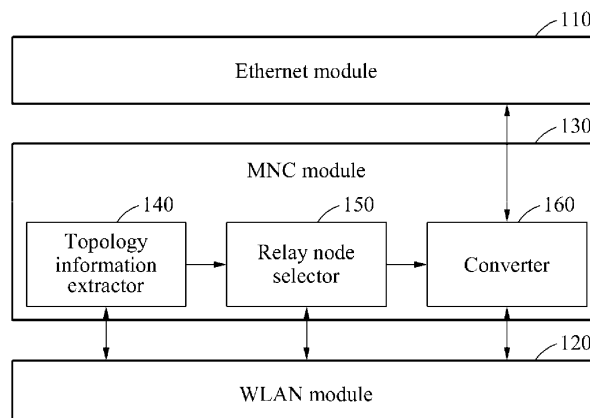 110
Ethernet module
130
MNC module
140
150
160
Topology
information
extractor
Relay node
selector
Converter
120
WLAN module